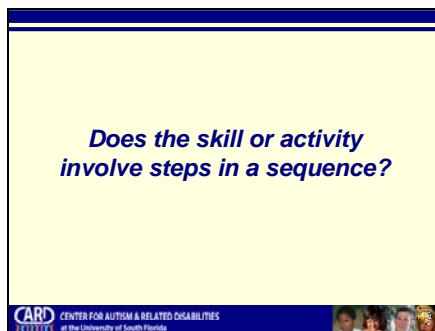 Does the skill or activity
involve steps in a sequence?
CARD CENTER FOR AUTISM & RELATED DISABILITIES
at the University of South Florida